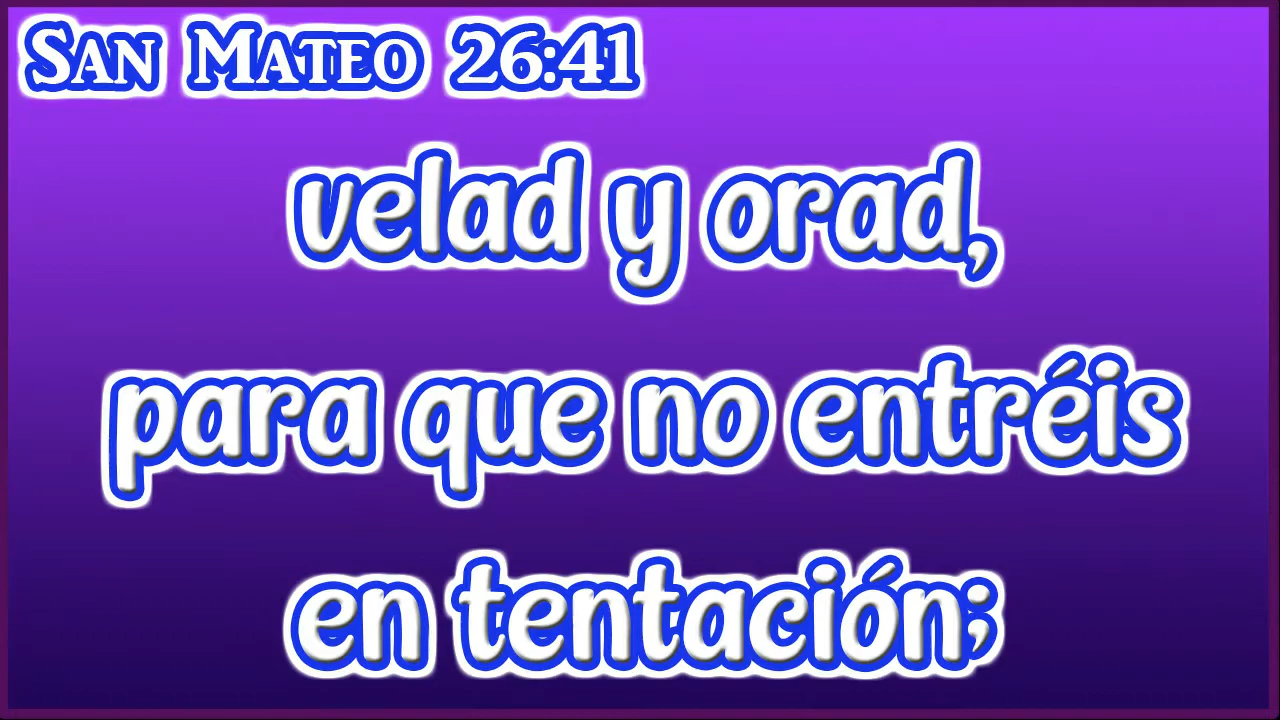 San Mateo 26:41
velad y orad,
para que no entréis
en tentación;